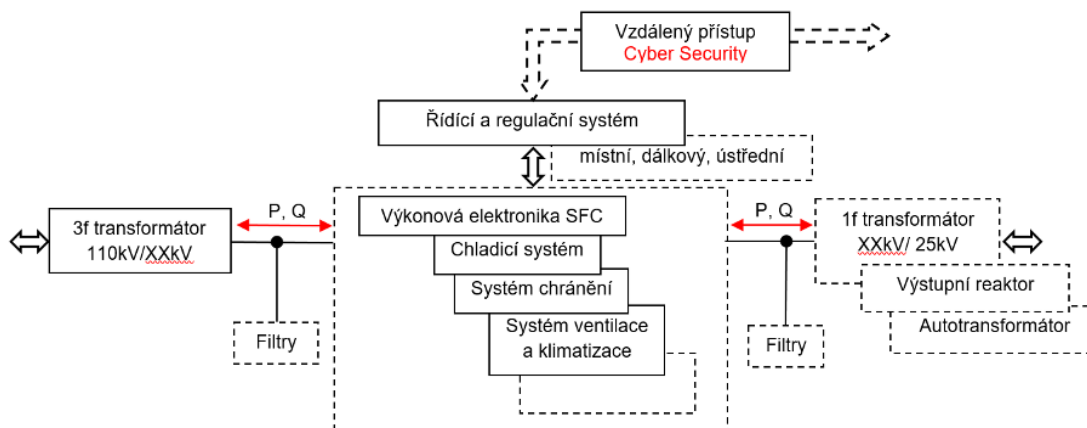 Vzdálený přístup
Cyber Security
Řídící a regulační systém
místní, dálkový, ústřední
P, Q
3f transformátor
110kV/XXkV
Filtry
Výkonová elektronika SFC
Chladicí systém
Systém chránění
Systém ventilace
a klimatizace
P, Q
1f transformátor
XXkV/ 25kV
Výstupní reaktor
Autotransformátor
Filtry